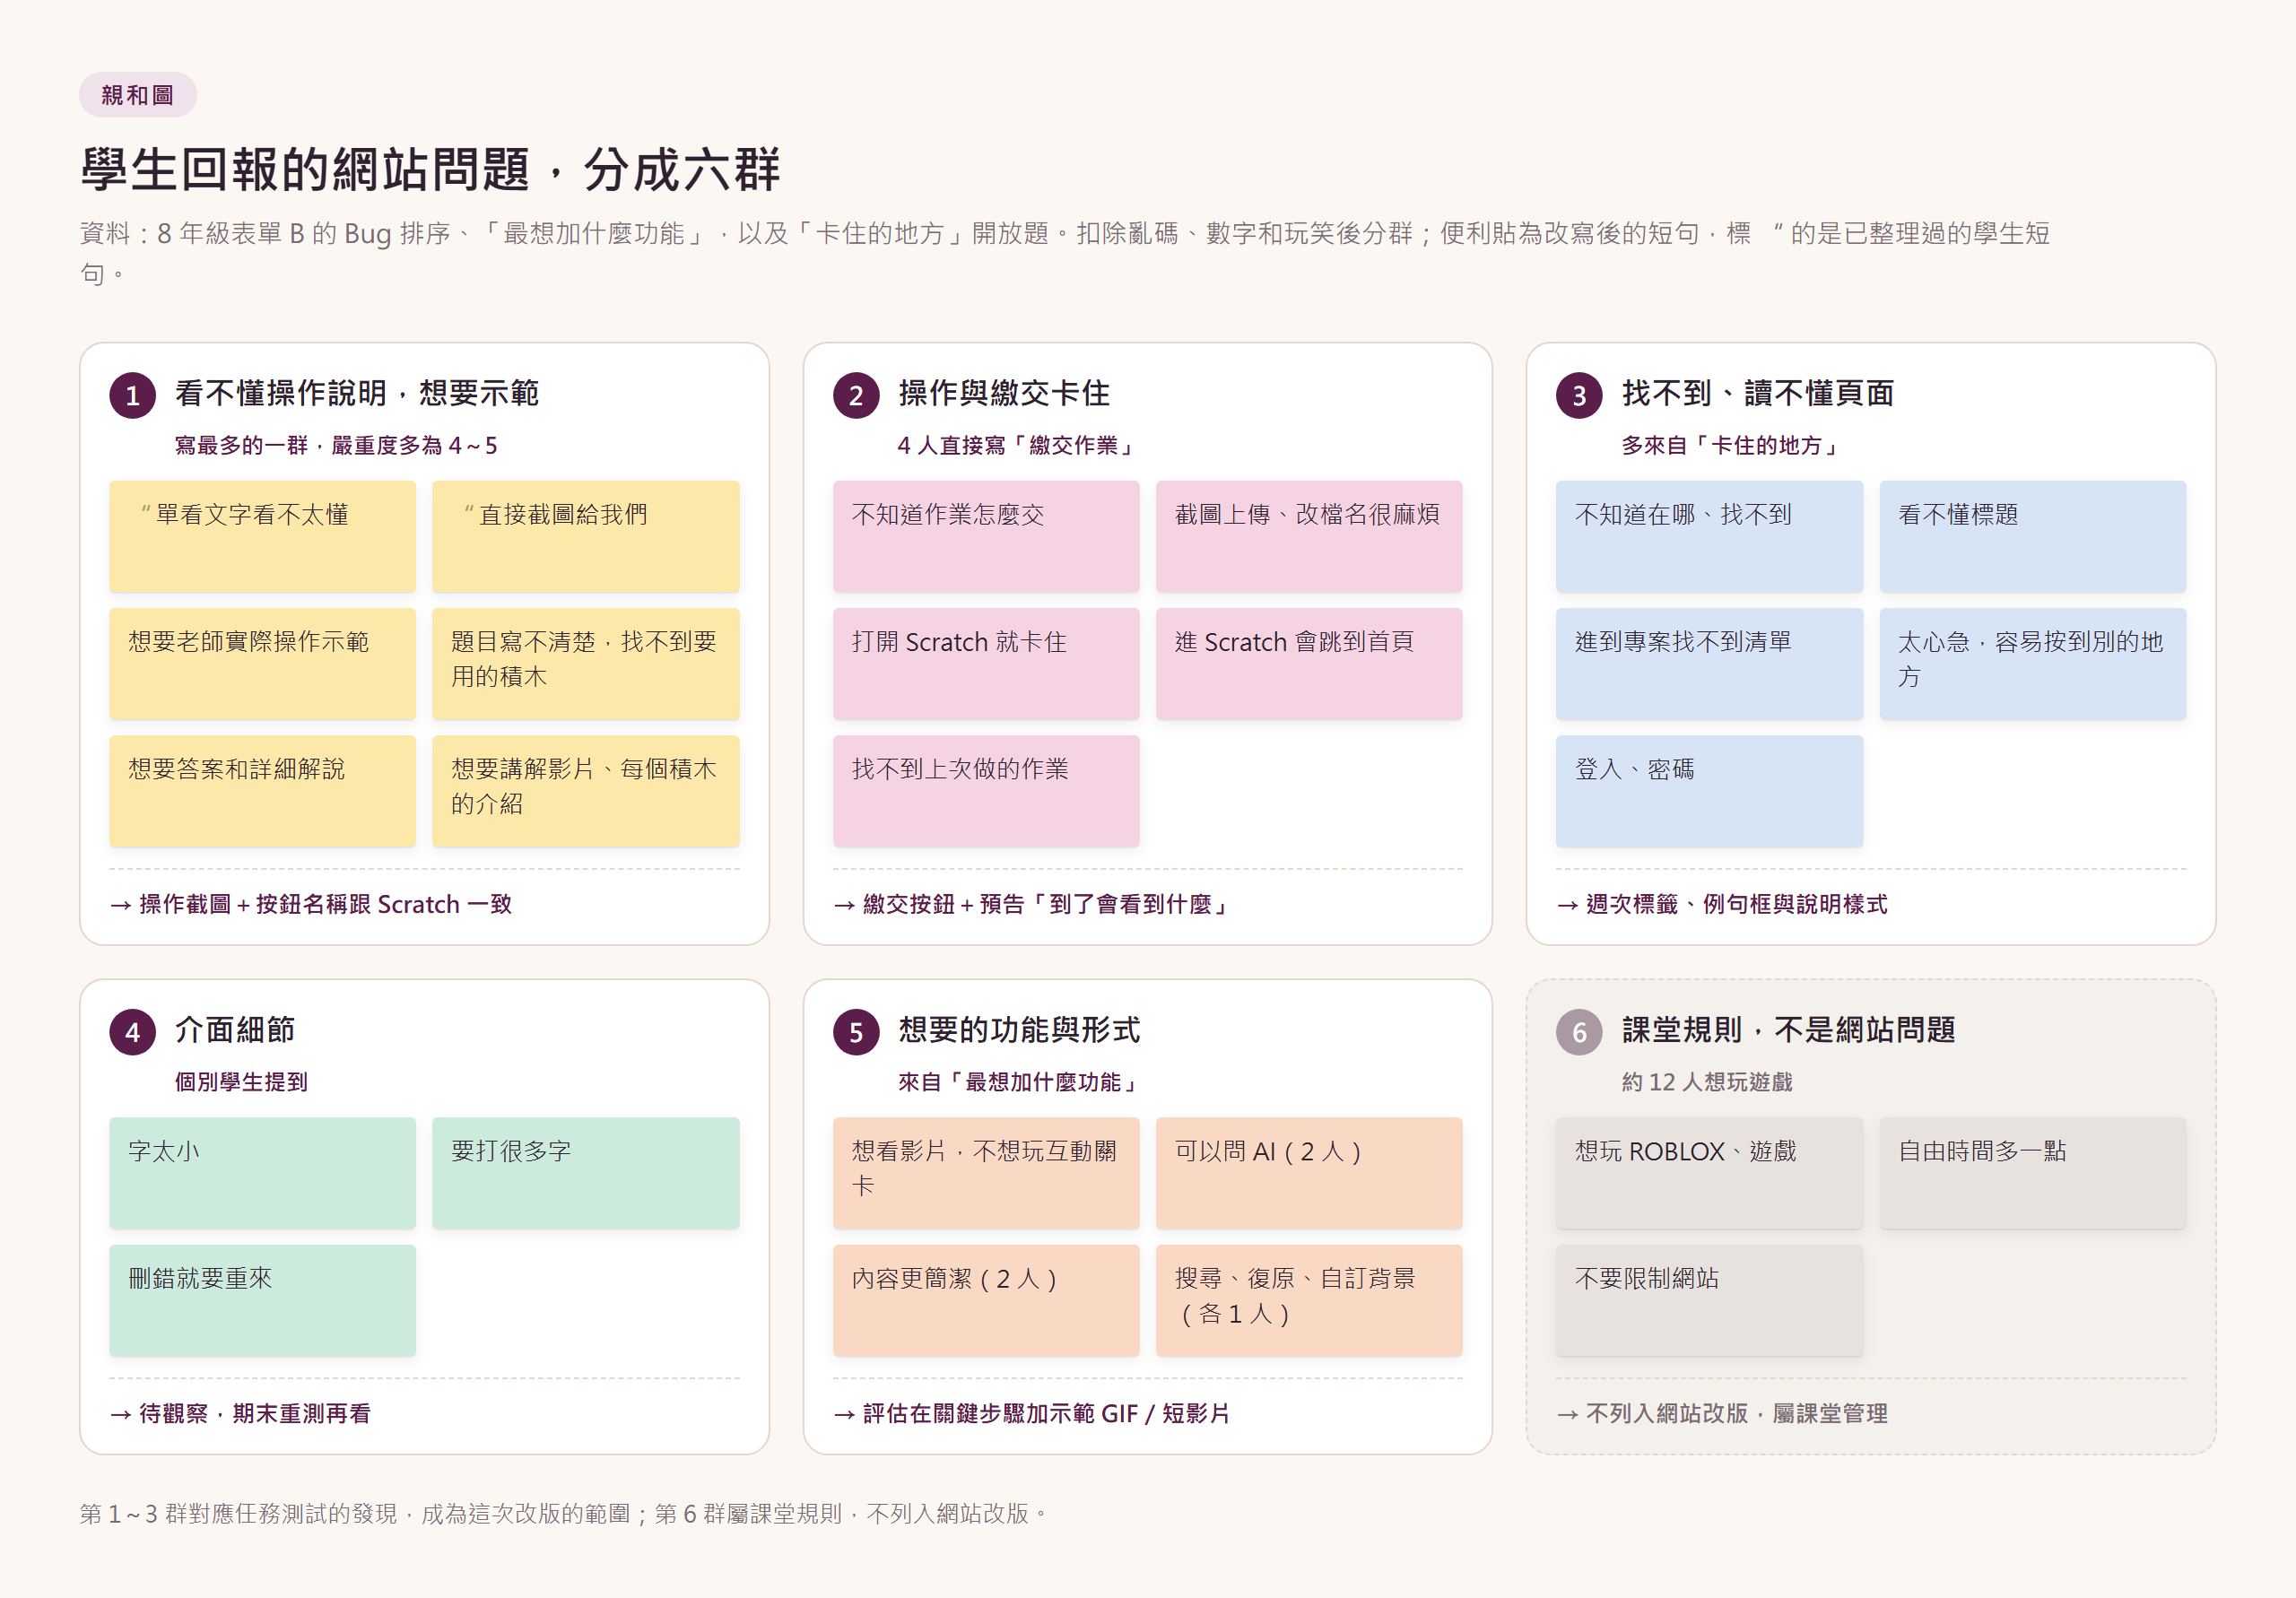 親和圖
學生回報的網站問題，分成六群
資料：8 年級表單 B 的 Bug 排序、「最想加什麼功能」，以及「卡住的地方」開放題。扣除亂碼、數字和玩笑後分群；便利貼為改寫後的短句，標 “ 的是已整理過的學生短
句。
1 看不懂操作說明，想要示範
寫最多的一群，嚴重度多為 4～5
“單看文字看不太懂
“直接截圖給我們
想要老師實際操作示範
題目寫不清楚，找不到要
用的積木
想要答案和詳細解說
想要講解影片、每個積木
的介紹
→ 操作截圖＋按鈕名稱跟 Scratch 一致
2 操作與繳交卡住
4 人直接寫「繳交作業」
不知道作業怎麼交
截圖上傳、改檔名很麻煩
打開 Scratch 就卡住
進 Scratch 會跳到首頁
找不到上次做的作業
→ 繳交按鈕＋預告「到了會看到什麼」
3 找不到、讀不懂頁面
多來自「卡住的地方」
不知道在哪、找不到
看不懂標題
進到專案找不到清單
太心急，容易按到別的地
方
登入、密碼
→ 週次標籤、例句框與說明樣式
4 介面細節
個別學生提到
字太小
要打很多字
刪錯就要重來
→ 待觀察，期末重測再看
5 想要的功能與形式
來自「最想加什麼功能」
想看影片，不想玩互動關
卡
可以問 AI（2 人）
內容更簡潔（2 人）
搜尋、復原、自訂背景
（各 1 人）
→ 評估在關鍵步驟加示範 GIF / 短影片
6 課堂規則，不是網站問題
約 12 人想玩遊戲
想玩 ROBLOX、遊戲
自由時間多一點
不要限制網站
→ 不列入網站改版，屬課堂管理
第 1～3 群對應任務測試的發現，成為這次改版的範圍；第 6 群屬課堂規則，不列入網站改版。